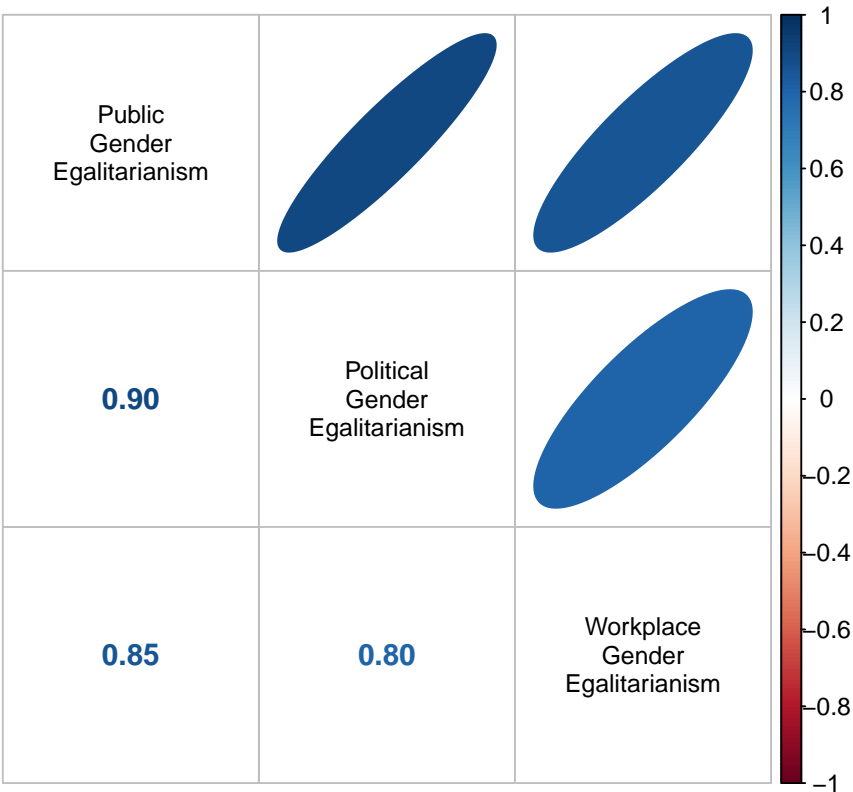 Public
Gender
Egalitarianism
0.90
Political
Gender
Egalitarianism
0.85
0.80
Workplace
Gender
Egalitarianism
1
0.8
0.6
0.4
0.2
0
–0.2
–0.4
–0.6
–0.8
–1